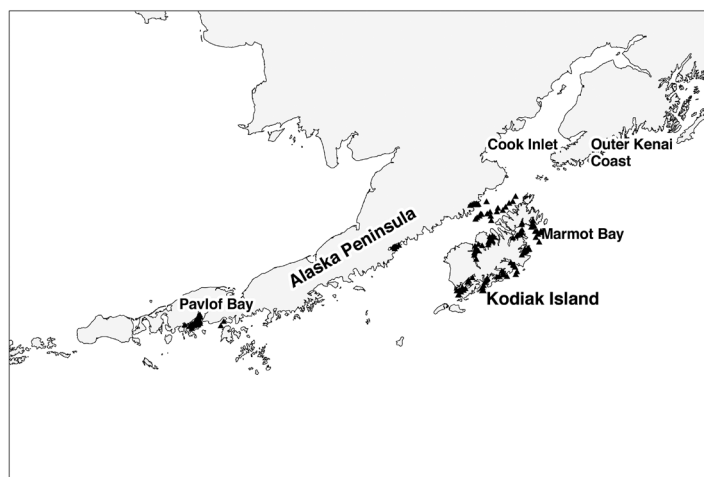 Cook Inlet
Outer Kenai
Coast
Alaska Peninsula
Marmot Bay
Kodiak Island
Pavlof Bay